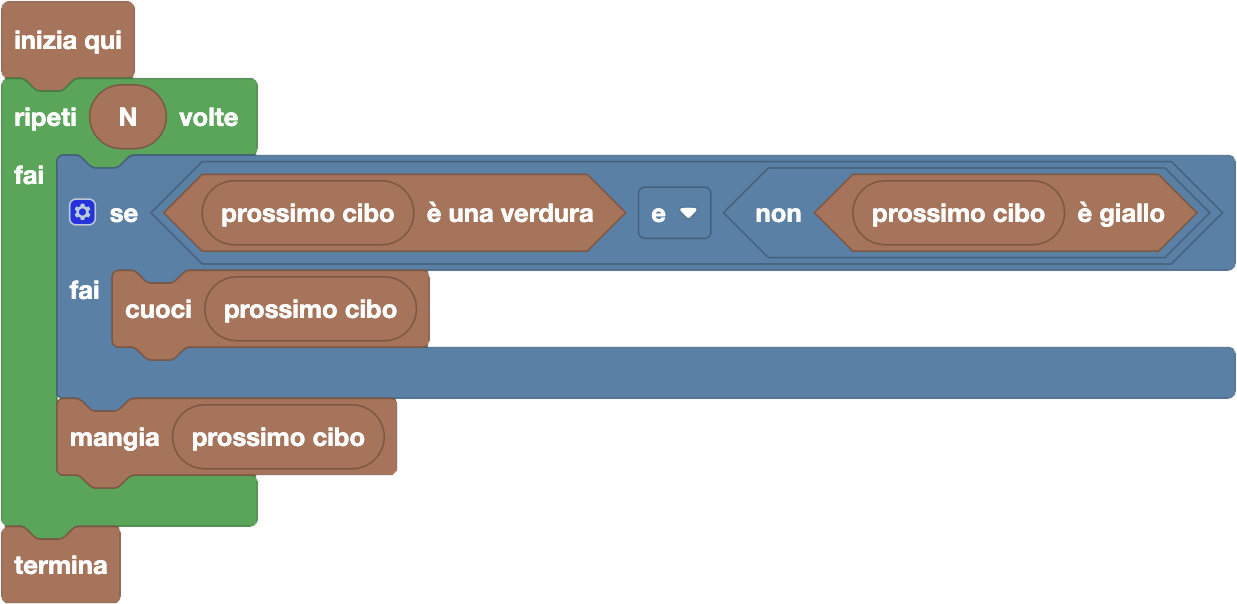 inizia qui
ripeti N volte
fai
se prossimo cibo è una verdura e non prossimo cibo è giallo
fai cuoci prossimo cibo
mangia prossimo cibo
termina